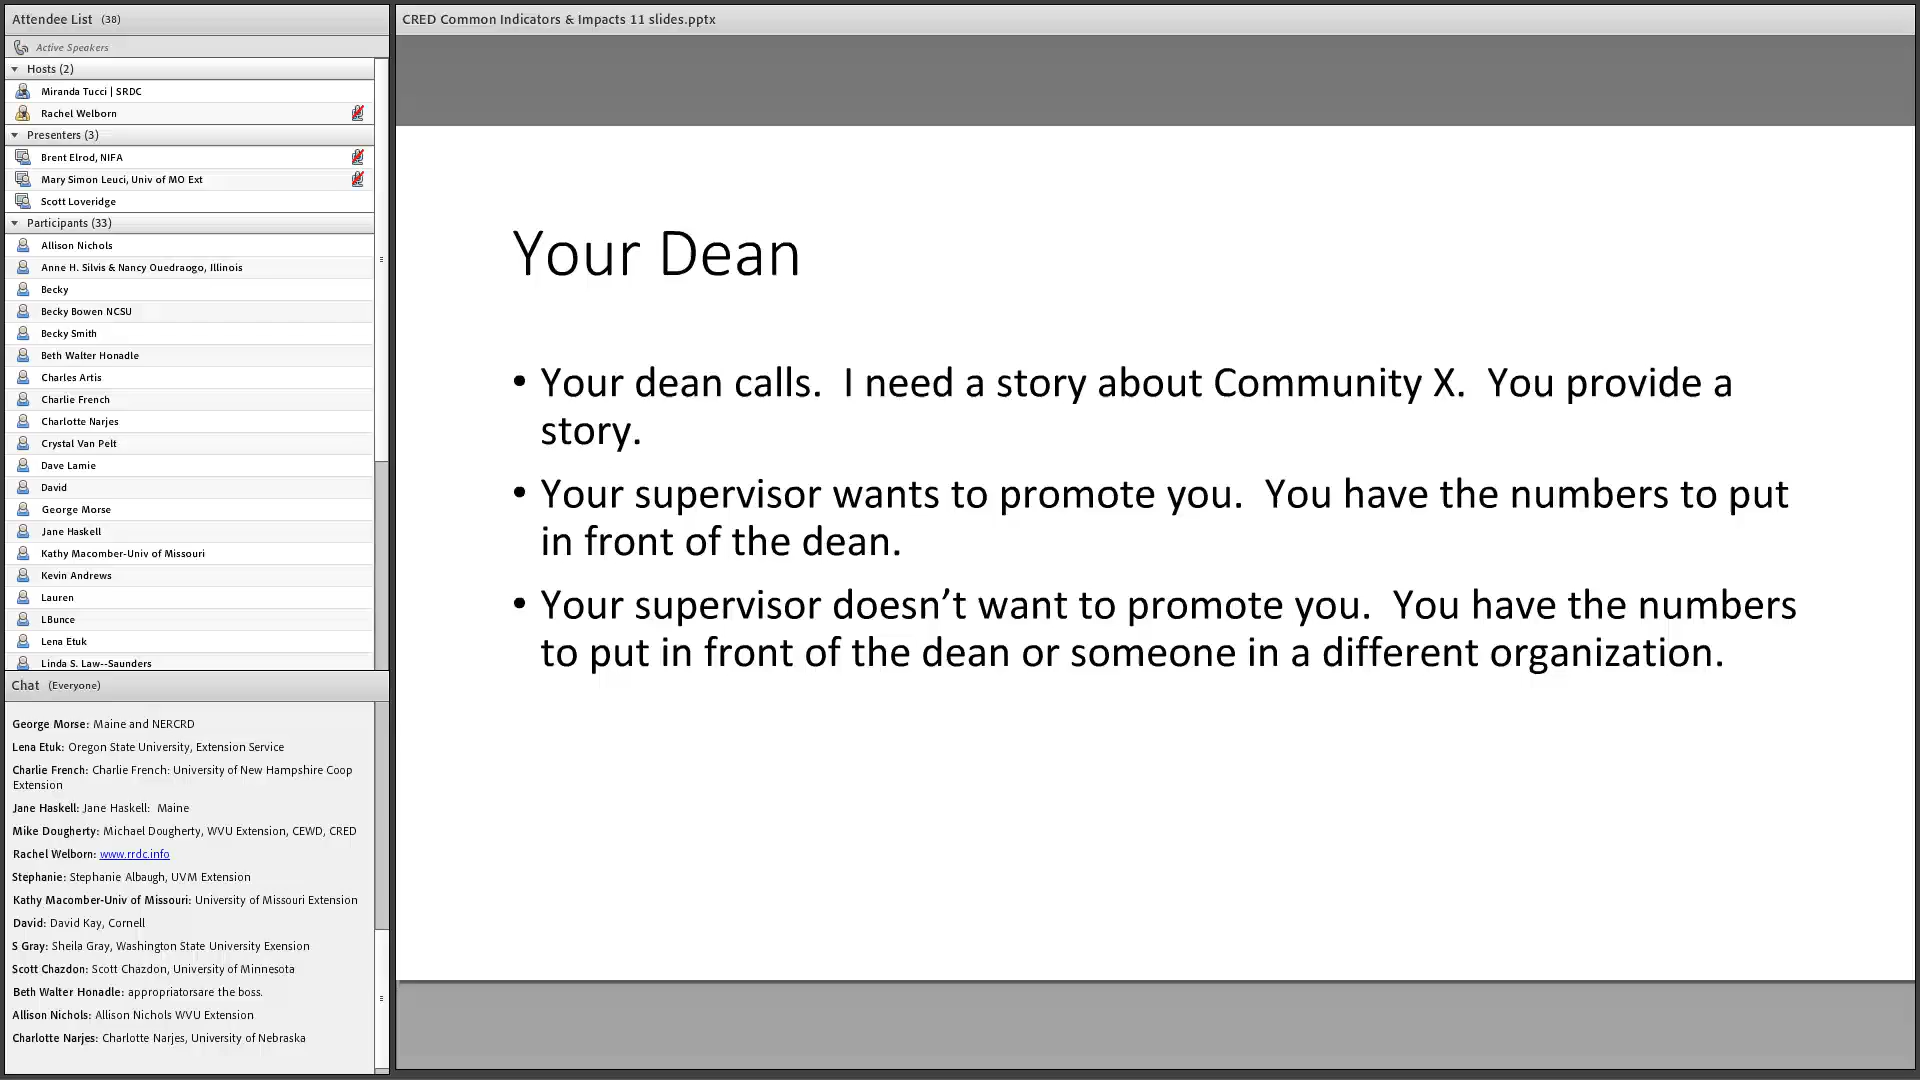 Attendee List (38)
Active Speakers
Hosts (2)
Miranda Tucci | SRDC
Rachel Welborn
Presenters (3)
Brent Elrod, NIFA
Mary Simon Leuci, Univ of MO Ext
Scott Loveridge
Participants (33)
Allison Nichols
Anne H. Silvis & Nancy Ouedraogo, Illinois
Becky
Becky Bowen NCSU
Becky Smith
Beth Walter Honadle
Charles Artis
Charlie French
Charlotte Narjes
Crystal Van Pelt
Dave Lamie
David
George Morse
Jane Haskell
Kathy Macomber-Univ of Missouri
Kevin Andrews
Lauren
LBunce
Lena Etuk
Linda S. Law--Saunders
Chat (Everyone)
George Morse: Maine and NERCRD
Lena Etuk: Oregon State University, Extension Service
Charlie French: Charlie French: University of New Hampshire Coop
Extension
Jane Haskell: Jane Haskell: Maine
Mike Dougherty: Michael Dougherty, WVU Extension, CEWD, CRED
Rachel Welborn: www.rrdc.info
Stephanie: Stephanie Albaugh, UVM Extension
Kathy Macomber-Univ of Missouri: University of Missouri Extension
David: David Kay, Cornell
S Gray: Sheila Gray, Washington State University Exension
Scott Chazdon: Scott Chazdon, University of Minnesota
Beth Walter Honadle: appropriatorsare the boss.
Allison Nichols: Allison Nichols WVU Extension
Charlotte Narjes: Charlotte Narjes, University of Nebraska
CRED Common Indicators & Impacts 11 slides.pptx
Your Dean
• Your dean calls. I need a story about Community X. You provide a
story.
• Your supervisor wants to promote you. You have the numbers to put
in front of the dean.
• Your supervisor doesn’t want to promote you. You have the numbers
to put in front of the dean or someone in a different organization.